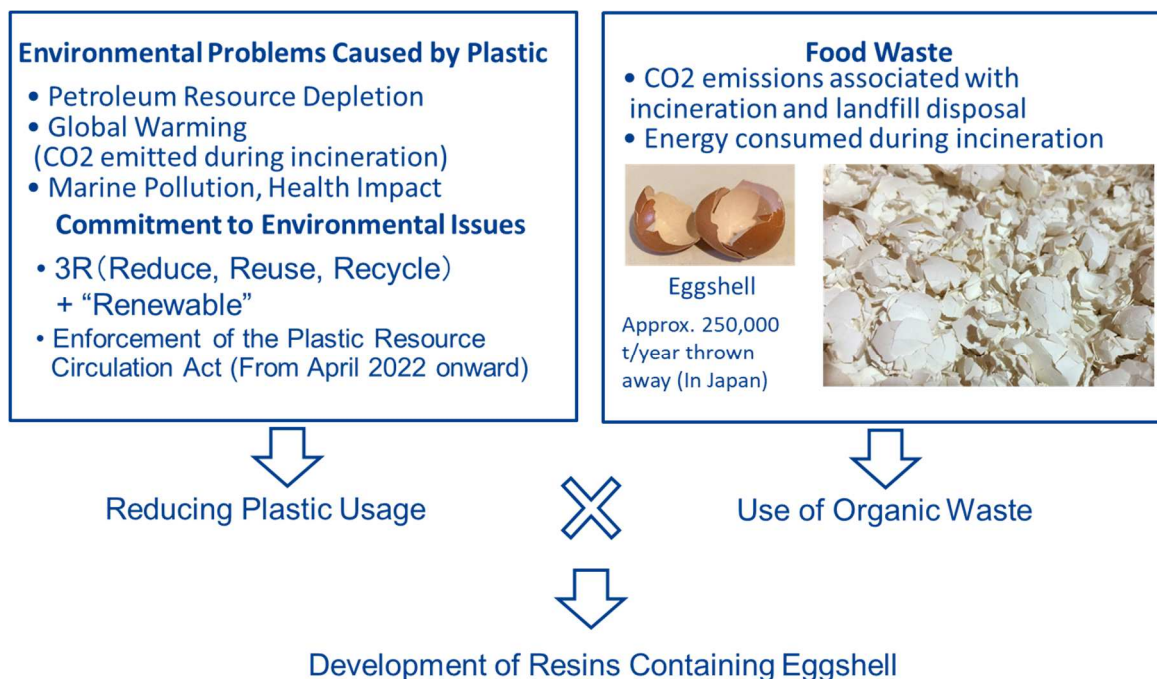 Environmental Problems Caused by Plastic
• Petroleum Resource Depletion
• Global Warming
(CO2 emitted during incineration)
• Marine Pollution, Health Impact
Commitment to Environmental Issues
• 3R（Reduce, Reuse, Recycle）
+ “Renewable”
• Enforcement of the Plastic Resource
Circulation Act (From April 2022 onward)
Food Waste
• CO2 emissions associated with
incineration and landfill disposal
• Energy consumed during incineration
Eggshell
Approx. 250,000
t/year thrown
away (In Japan)
Reducing Plastic Usage
Use of Organic Waste
Development of Resins Containing Eggshell